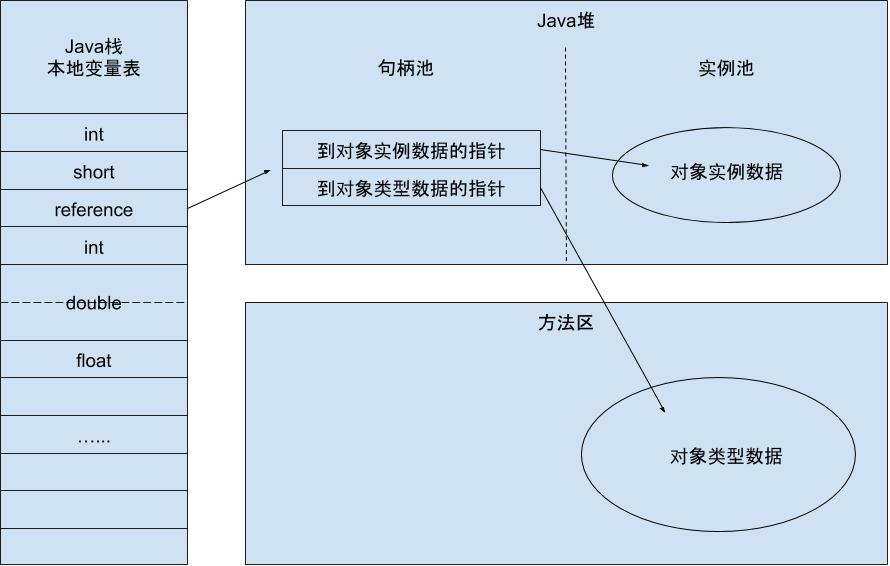 Java栈
本地变量表
int
short
reference
int
double
float
…...
Java堆
句柄池
实例池
到对象实例数据的指针
到对象类型数据的指针
对象实例数据
方法区
对象类型数据